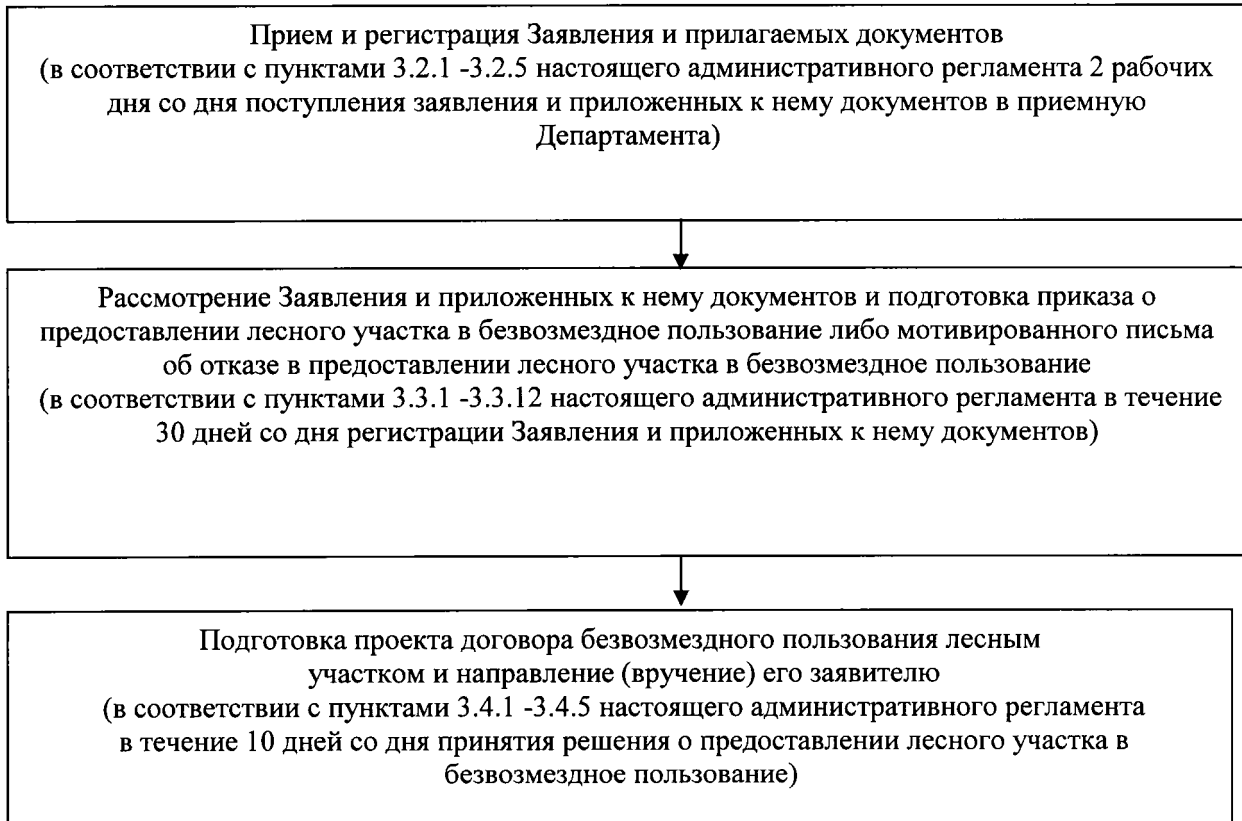 Прием и регистрация Заявления и прилагаемых документов
(в соответствии с пунктами 3.2.1 -3.2.5 настоящего административного регламента 2 рабочих
дня со дня поступления заявления и приложенных к нему документов в приемную
Департамента)
Рассмотрение Заявления и приложенных к нему документов и подготовка приказа о
предоставлении лесного участка в безвозмездное пользование либо мотивированного письма
об отказе в предоставлении лесного участка в безвозмездное пользование
(в соответствии с пунктами 3.3.1 -3.3.12 настоящего административного регламента в течение
30 дней со дня регистрации Заявления и приложенных к нему документов)
Подготовка проекта договора безвозмездного пользования лесным
участком и направление (вручение) его заявителю
(в соответствии с пунктами 3.4.1 -3.4.5 настоящего административного регламента
в течение 10 дней со дня принятия решения о предоставлении лесного участка в
безвозмездное пользование)